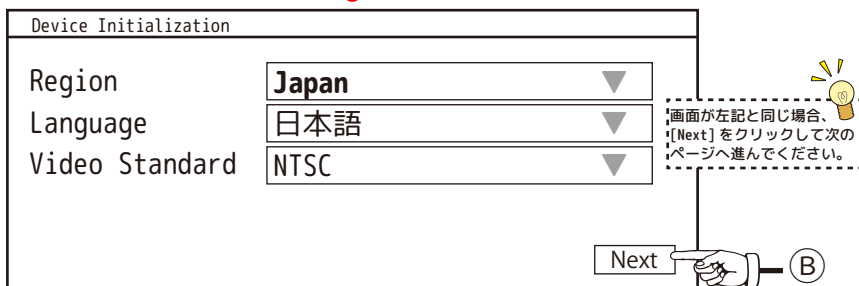 Device Initialization
Region
Japan ▼
Language
日本語 ▼
Video Standard
NTSC ▼
画面が左記と同じ場合、
[Next]をクリックして次の
ページへ進んでください。
Next
Ⓑ